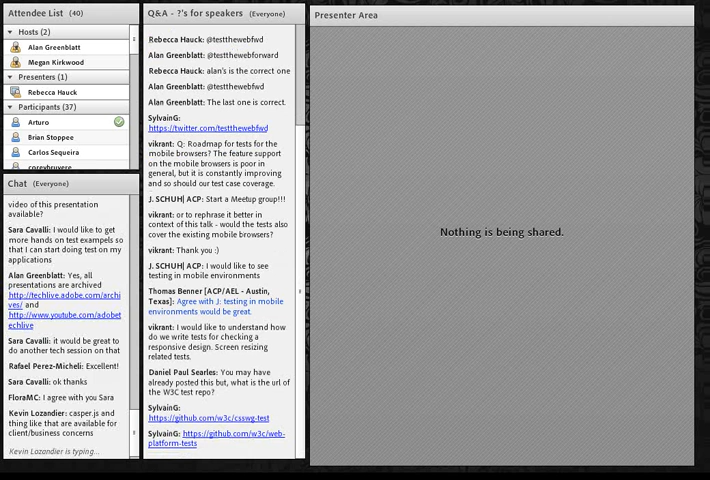 Attendee List (40)
Hosts (2)
Alan Greenblatt
Megan Kirkwood
Presenters (1)
Rebecca Hauck
Participants (37)
Arturo
Brian Stoppee
Carlos Sequeira
coreybruyere
Chat (Everyone)
video of this presentation
available?
Sara Cavalli: I would like to get
more hands on test exampels so
that I can start doing test on my
applications
Alan Greenblatt: Yes, all
presentations are archived
http://techlive.adobe.com/archi
ves/ and
http://www.youtube.com/adobet
echlive
Sara Cavalli: it would be great to
do another tech session on that
Rafael Perez-Micheli: Excellent!
Sara Cavalli: ok thanks
FloraMC: I agree with you Sara
Kevin Lozandier: casper.js and
thing like that are available for
client/business concerns
Kevin Lozandier is typing...
Q&A - ?'s for speakers (Everyone)
Rebecca Hauck: @testthewebfwd
Alan Greenblatt: @testthewebforward
Rebecca Hauck: alan's is the correct one
Alan Greenblatt: @testthewebfwd
Alan Greenblatt: The last one is correct.
SylvainG:
https://twitter.com/testthewebfwd
vikrant: Q: Roadmap for tests for the
mobile browsers? The feature support
on the mobile browsers is poor in
general, but it is constantly improving
and so should our test case coverage.
J. SCHUH| ACP: Start a Meetup group!!!
vikrant: or to rephrase it better in
context of this talk - would the tests also
cover the existing mobile browsers?
vikrant: Thank you :)
J. SCHUH| ACP: I would like to see
testing in mobile environments
Thomas Benner [ACP/AEL - Austin,
Texas]: Agree with J: testing in mobile
environments would be great.
vikrant: I would like to understand how
do we write tests for checking a
responsive design. Screen resizing
related tests.
Daniel Paul Searles: You may have
already posted this but, what is the url of
the W3C test repo?
SylvainG:
https://github.com/w3c/csswg-test
SylvainG: https://github.com/w3c/web-
platform-tests
Presenter Area
Nothing is being shared.